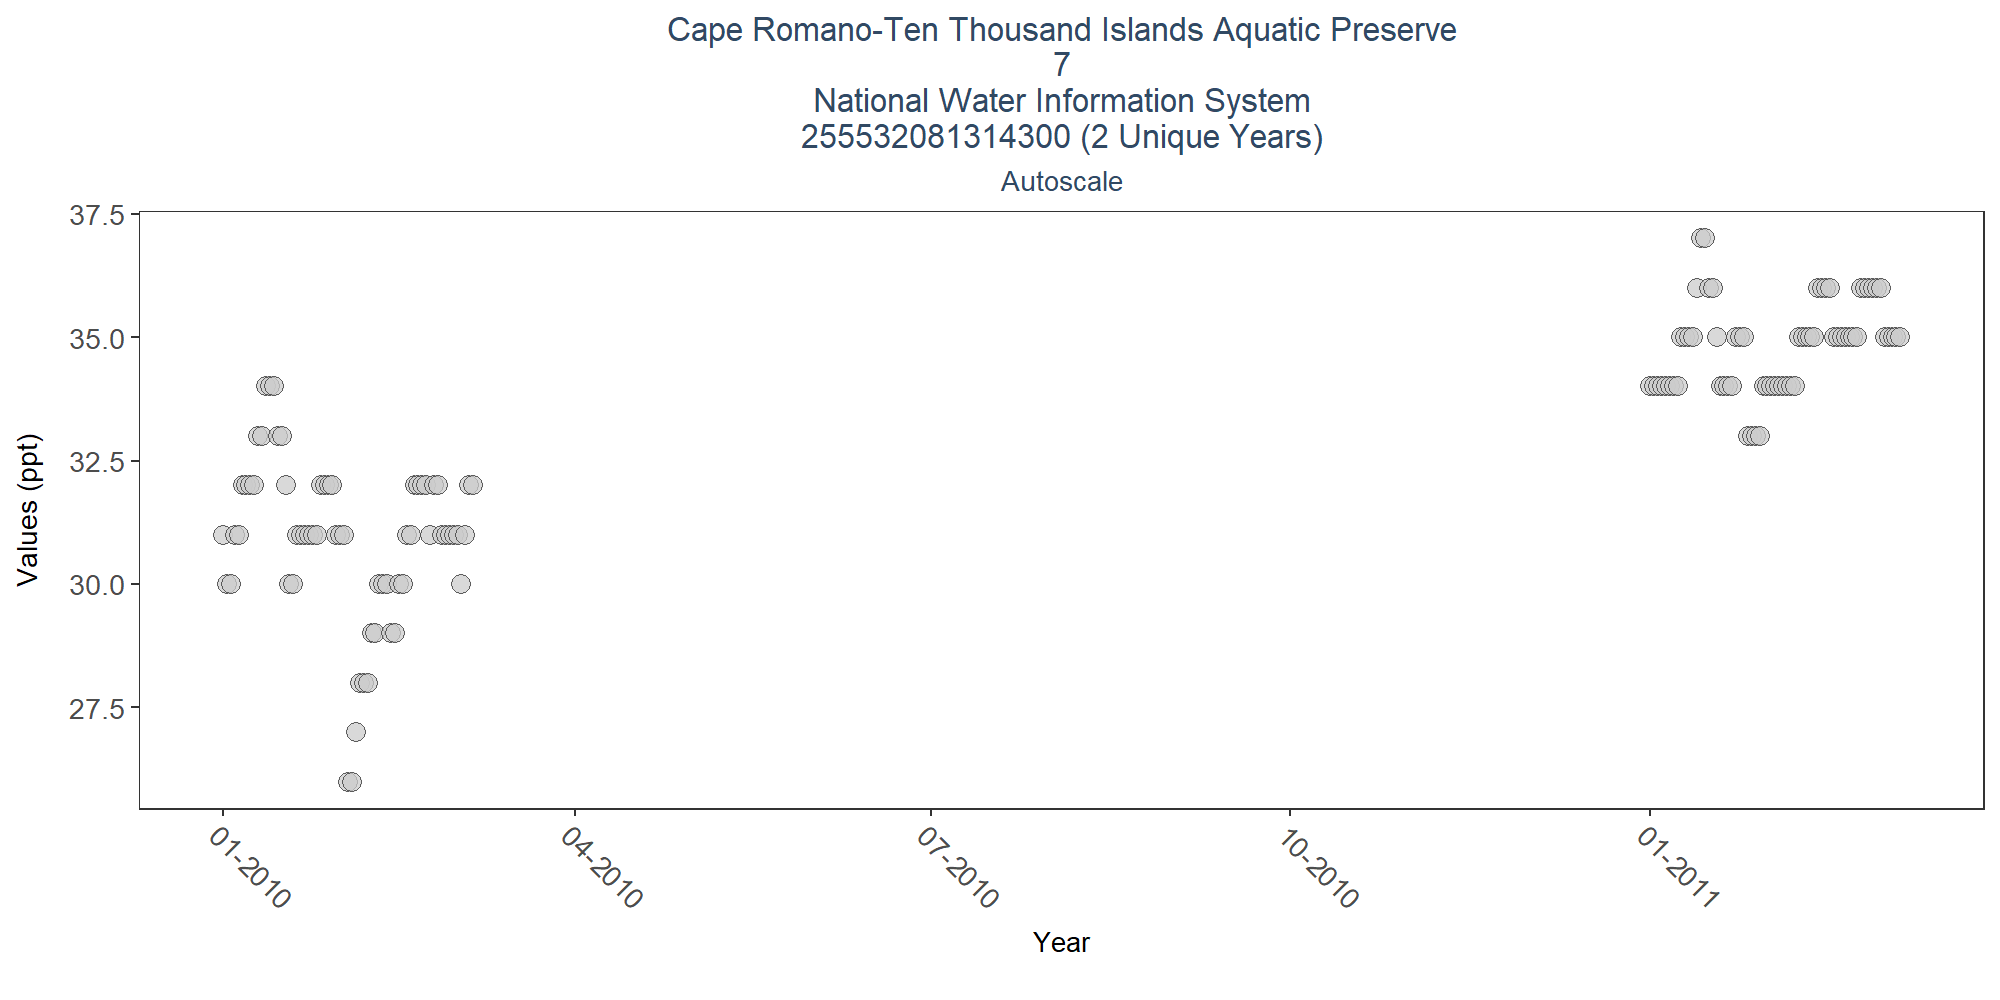 Cape Romano-Ten Thousand Islands Aquatic Preserve
7
National Water Information System
255532081314300 (2 Unique Years)
Autoscale
37.5
35.0
32.5
30.0
27.5
Values (ppt)
01-2010
04-2010
07-2010
10-2010
01-2011
Year